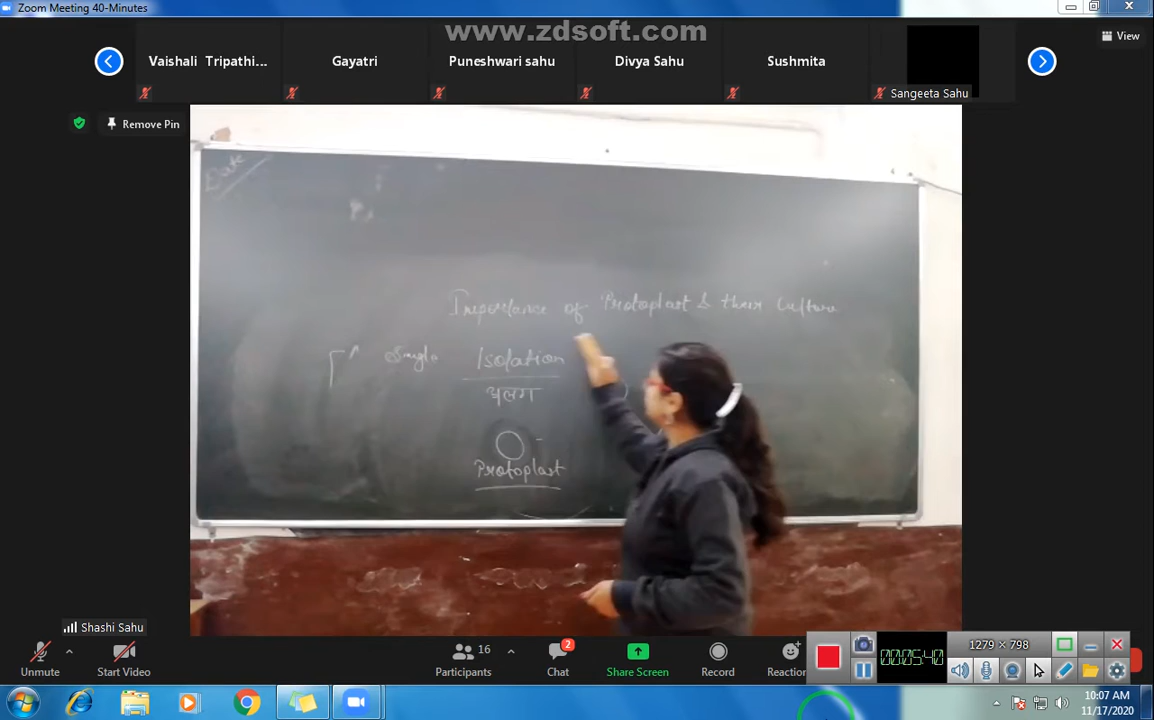 Zoom Meeting 40-Minutes
www.zdsoft.com
View
Vaishali Tripathi...
Gayatri
Puneshwari sahu
Divya Sahu
Sushmita
Sangeeta Sahu
Remove Pin
Date
Importance of Protoplast & their Culture
Single Isolation
अलग
Protoplast
Shashi Sahu
Unmute
Start Video
16
Participants
2
Chat
Share Screen
Record
Reaction
1279 × 798
00:05:40
10:07 AM
11/17/2020